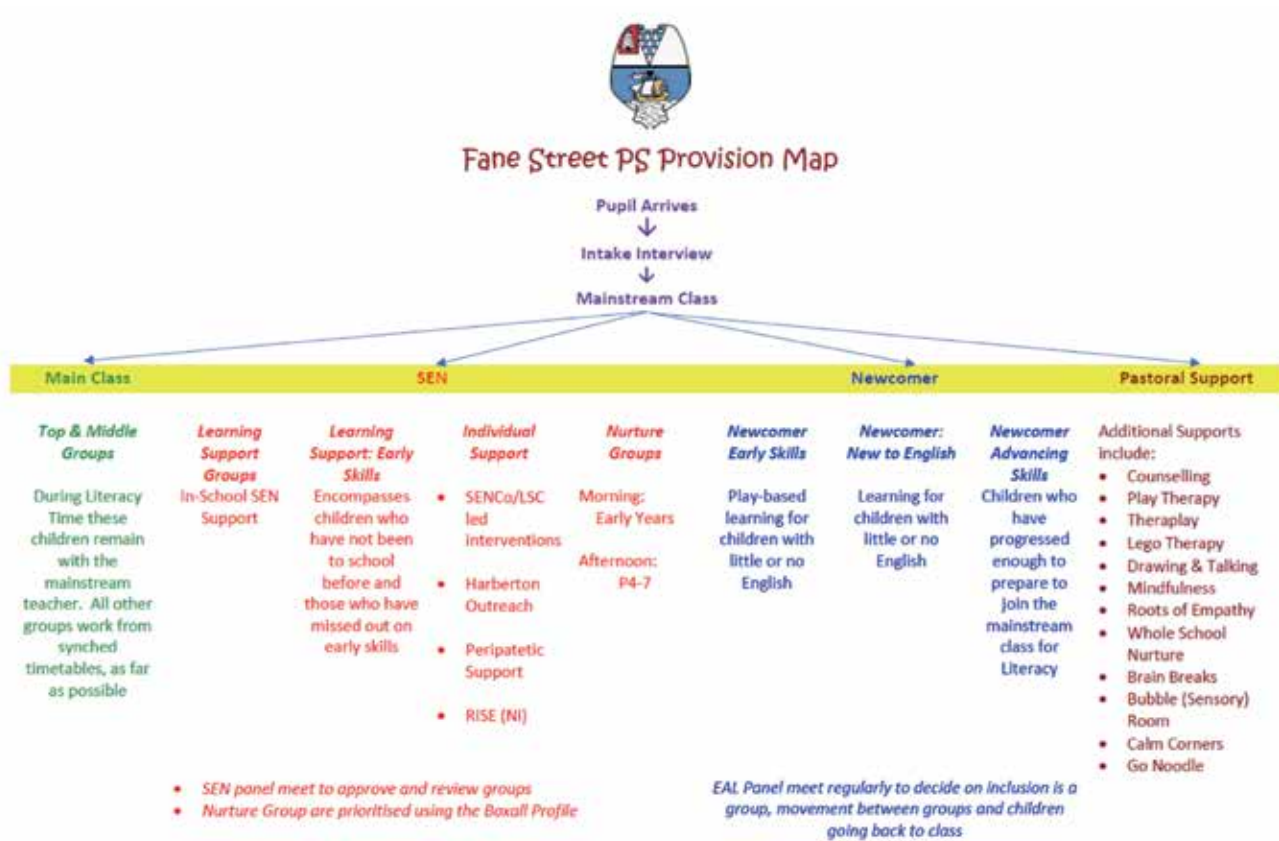 Fane Street PS Provision Map
Pupil Arrives
Intake Interview
Mainstream Class
Main Class
SEN
Newcomer
Pastoral Support
Top & Middle
Groups
During Literacy
Time these
children remain
with the
mainstream
teacher. All other
groups work from
synched
timetables, as far
as possible
Learning
Support
Groups
In-School SEN
Support
Learning
Support: Early
Skills
Encompasses
children who
have not been
to school
before and
those who have
missed out on
early skills
Individual
Support
• SENCo/LSC
led
interventions
• Harberton
Outreach
• Peripatetic
Support
• RISE (NI)
Nurture
Groups
Morning:
Early Years
Afternoon:
P4-7
• SEN panel meet to approve and review groups
• Nurture Group are prioritised using the Boxall Profile
Newcomer
Early Skills
Play-based
learning for
children with
little or no
English
Newcomer:
New to English
Learning for
children with
little or no
English
Newcomer
Advancing
Skills
Children who
have
progressed
enough to
prepare to
join the
mainstream
class for
Literacy
EAL Panel meet regularly to decide on inclusion is a
group, movement between groups and children
going back to class
Additional Supports
include:
• Counselling
• Play Therapy
• Theraplay
• Lego Therapy
• Drawing & Talking
• Mindfulness
• Roots of Empathy
• Whole School
Nurture
• Brain Breaks
• Bubble (Sensory)
Room
• Calm Corners
• Go Noodle